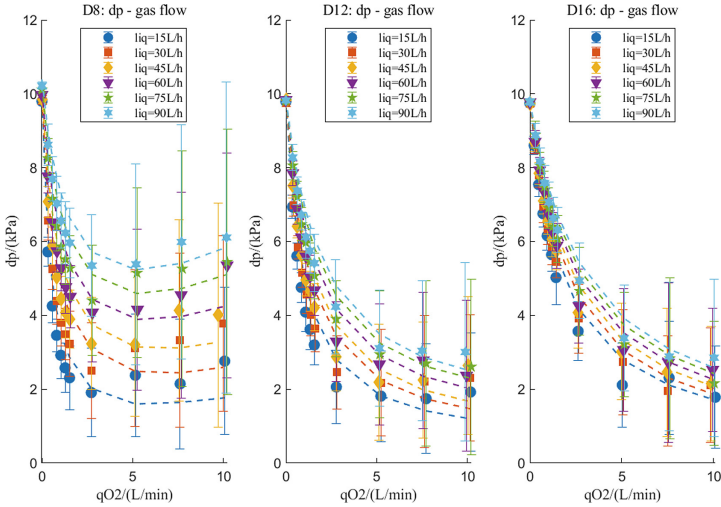 D8: dp - gas flow
liq=15L/h
liq=30L/h
liq=45L/h
liq=60L/h
liq=75L/h
liq=90L/h
12
10
8
6
4
2
0
dp/(kPa)
0
5
10
qO2/(L/min)
D12: dp - gas flow
liq=15L/h
liq=30L/h
liq=45L/h
liq=60L/h
liq=75L/h
liq=90L/h
12
10
8
6
4
2
0
dp/(kPa)
0
5
10
qO2/(L/min)
D16: dp - gas flow
liq=15L/h
liq=30L/h
liq=45L/h
liq=60L/h
liq=75L/h
liq=90L/h
12
10
8
6
4
2
0
dp/(kPa)
0
5
10
qO2/(L/min)